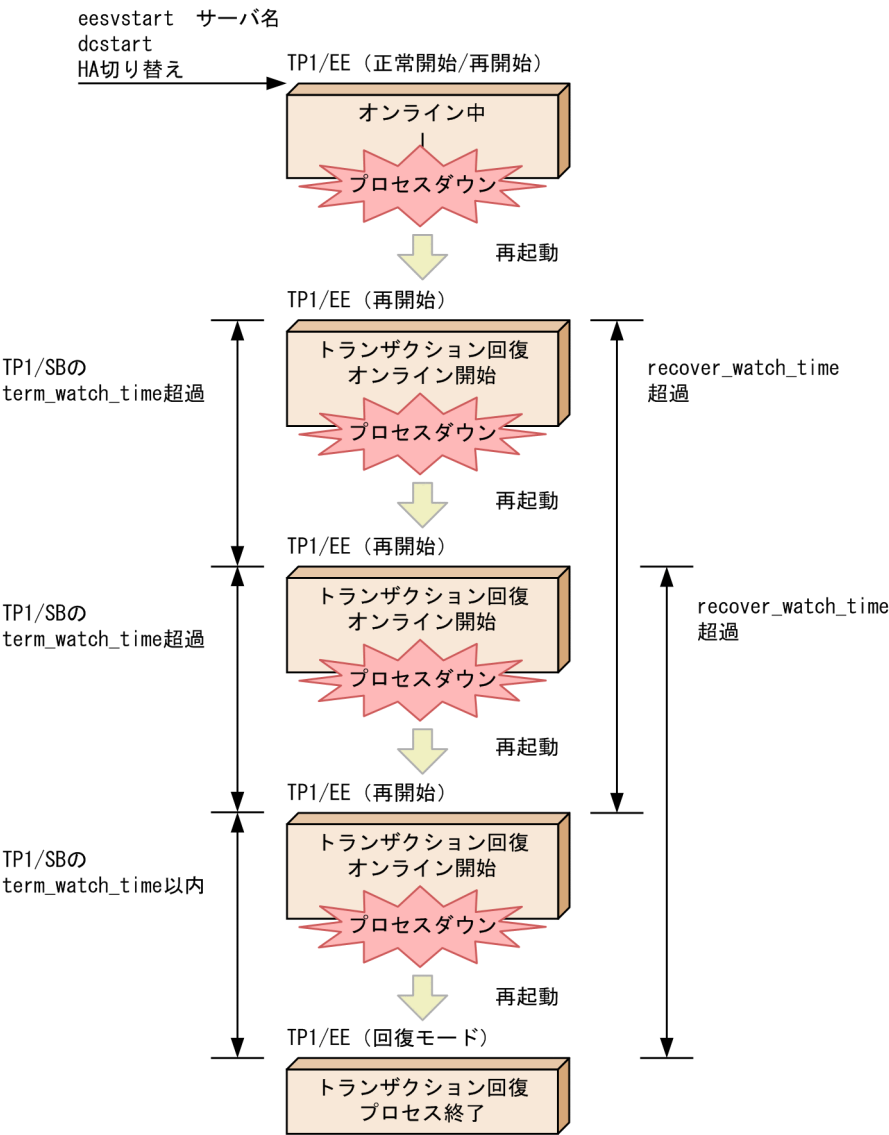 eesvstart　サーバ名
dcstart
HA切り替え
TP1/EE（正常開始/再開始）
オンライン中
プロセスダウン
再起動
TP1/EE（再開始）
トランザクション回復
オンライン開始
プロセスダウン
TP1/SBの
term_watch_time超過
recover_watch_time
超過
再起動
TP1/EE（再開始）
トランザクション回復
オンライン開始
プロセスダウン
TP1/SBの
term_watch_time超過
recover_watch_time
超過
再起動
TP1/EE（再開始）
トランザクション回復
オンライン開始
プロセスダウン
TP1/SBの
term_watch_time以内
再起動
TP1/EE（回復モード）
トランザクション回復
プロセス終了